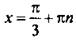 x = π/3 + πn